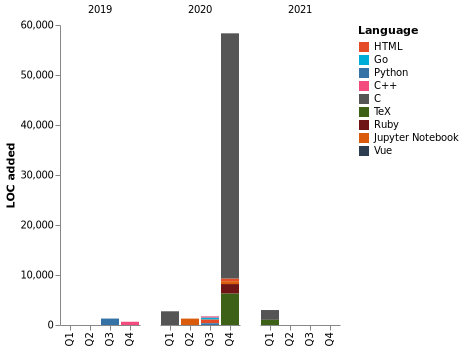 2019
2020
2021
60,000
50,000
40,000
30,000
20,000
10,000
0
LOC added
Q1 Q2 Q3 Q4
Q1 Q2 Q3 Q4
Q1 Q2 Q3 Q4
Language
HTML
Go
Python
C++
C
TeX
Ruby
Jupyter Notebook
Vue